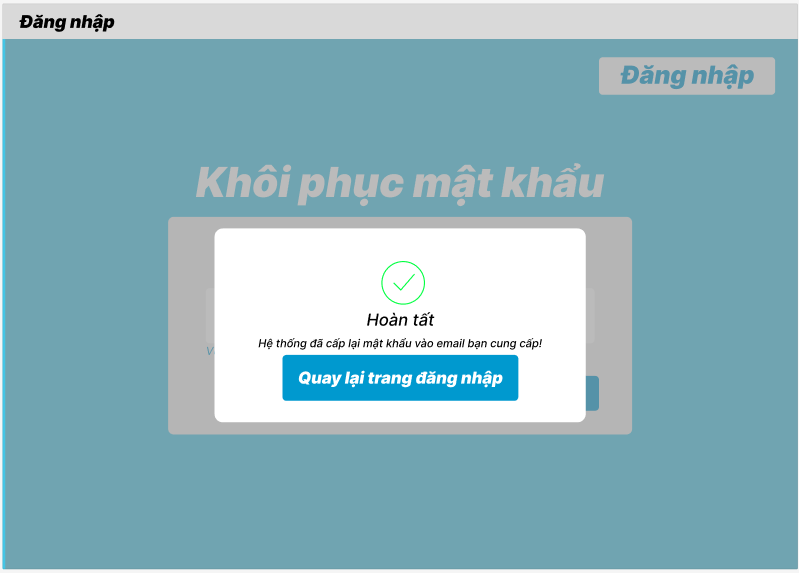 Đăng nhập
Đăng nhập
Khôi phục mật khẩu
Hoàn tất
Hệ thống đã cấp lại mật khẩu vào email bạn cung cấp!
Quay lại trang đăng nhập